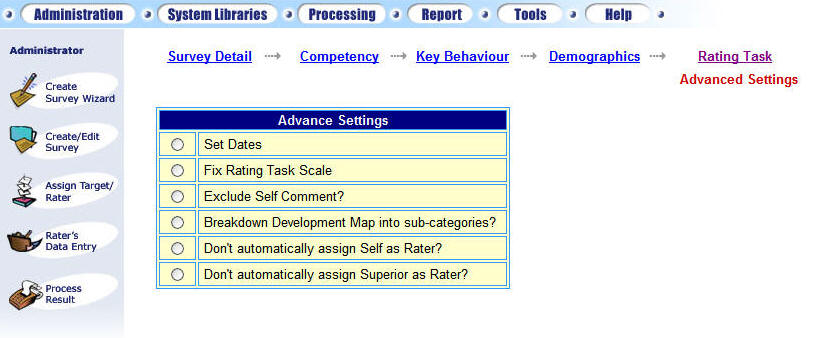 Administration System Libraries Processing Report Tools Help
Administrator
Survey Detail Competency Key Behaviour Demographics Rating Task
Advanced Settings
Create
Survey Wizard
Create/Edit
Survey
Assign Target/
Rater
Rater's
Data Entry
Process
Result
Advance Settings
Set Dates
Fix Rating Task Scale
Exclude Self Comment?
Breakdown Development Map into sub-categories?
Don't automatically assign Self as Rater?
Don't automatically assign Superior as Rater?